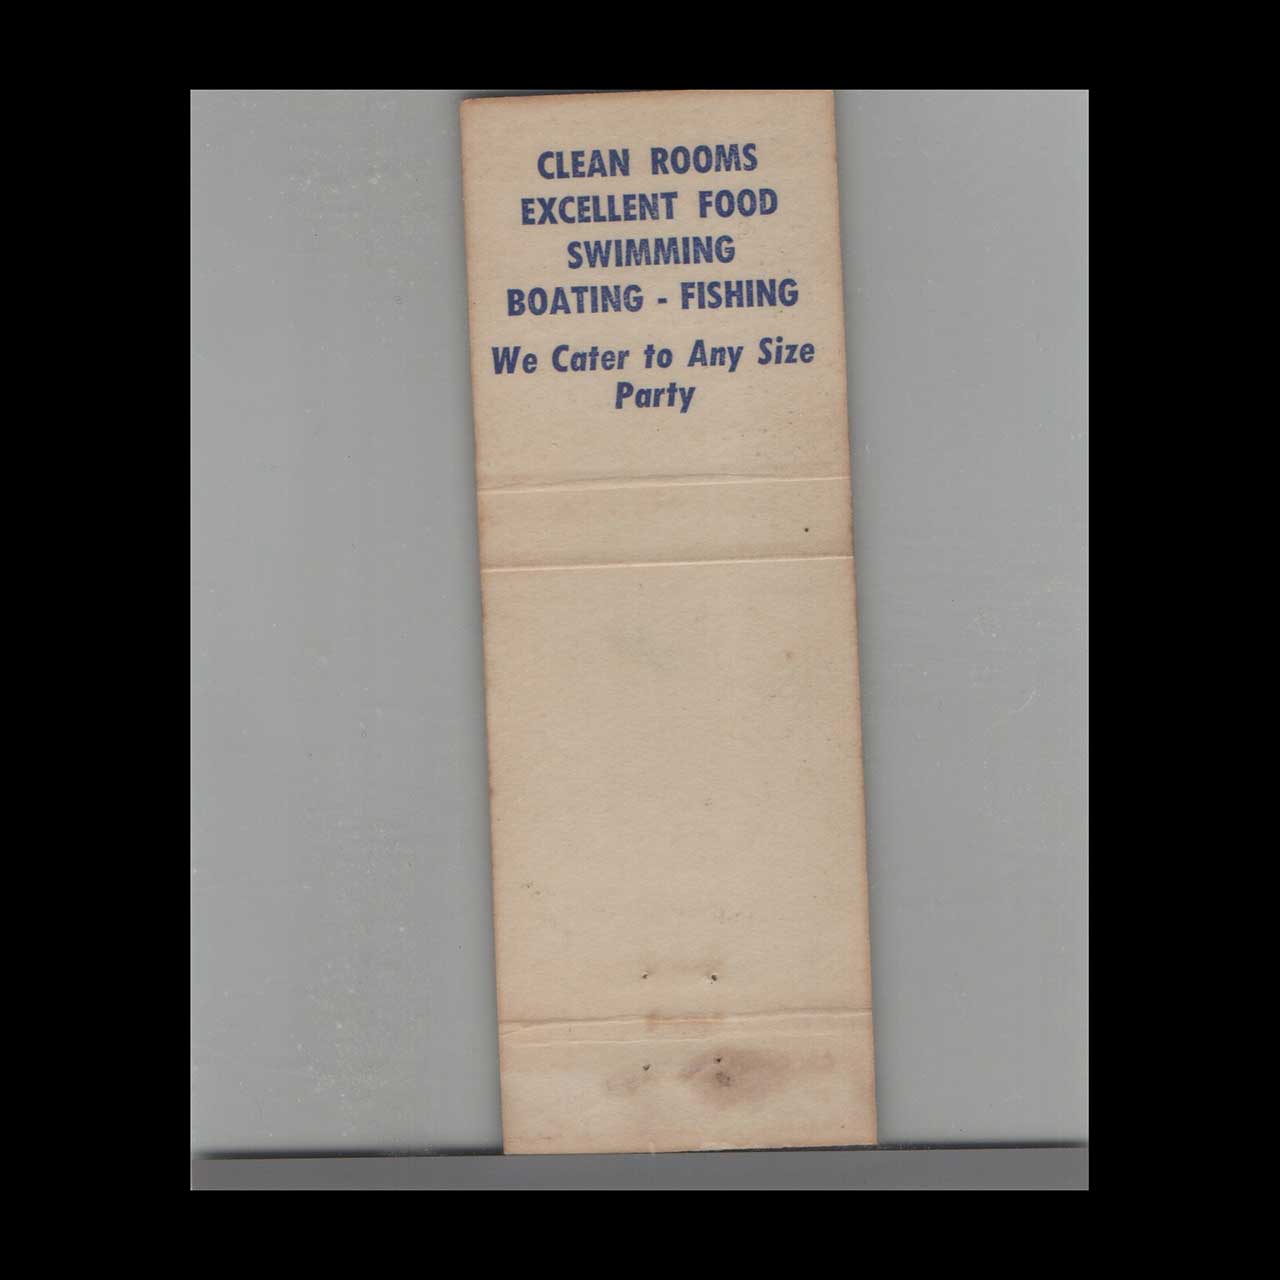 CLEAN ROOMS
EXCELLENT FOOD
SWIMMING
BOATING - FISHING
We Cater to Any Size
Party